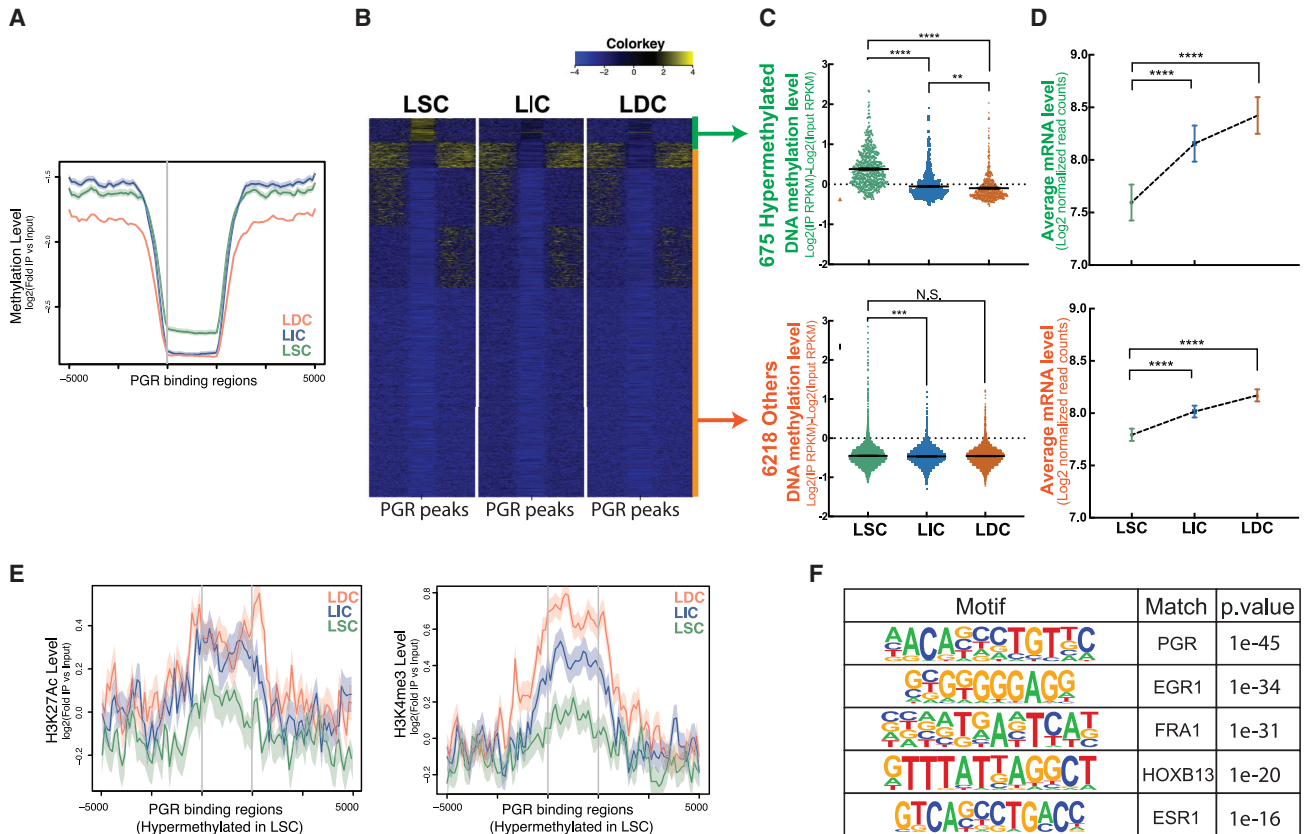 A
Methylation Level
log2(Fold IP vs Input)
-1.5
-2.0
-2.5
LDC
LIC
LSC
-5000
PGR binding regions
5000
B
Colorkey
-4
-2
0
2
4
LSC
LIC
LDC
PGR peaks
PGR peaks
PGR peaks
C
675 Hypermethylated
DNA methylation level
Log2(IP RPKM)-Log2(Input RPKM)
3
2
1
0
-1
-2
****
****
**
6218 Others
DNA methylation level
Log2(IP RPKM)-Log2(Input RPKM)
3
2
1
0
-1
-2
N.S.
***
LSC
LIC
LDC
D
Average mRNA level
(Log2 normalized read counts)
9.0
8.5
8.0
7.5
7.0
****
****
Average mRNA level
(Log2 normalized read counts)
9.0
8.5
8.0
7.5
7.0
****
****
LSC
LIC
LDC
E
H3K27Ac Level
log2(Fold IP vs Input)
0.4
0.2
0.0
-0.2
LDC
LIC
LSC
-5000
PGR binding regions
5000
(Hypermethylated in LSC)
H3K4me3 Level
log2(Fold IP vs Input)
0.8
0.6
0.4
0.2
0.0
-0.2
LDC
LIC
LSC
-5000
PGR binding regions
5000
(Hypermethylated in LSC)
F
Motif
Match
p.value
PGR
1e-45
EGR1
1e-34
FRA1
1e-31
HOXB13
1e-20
ESR1
1e-16